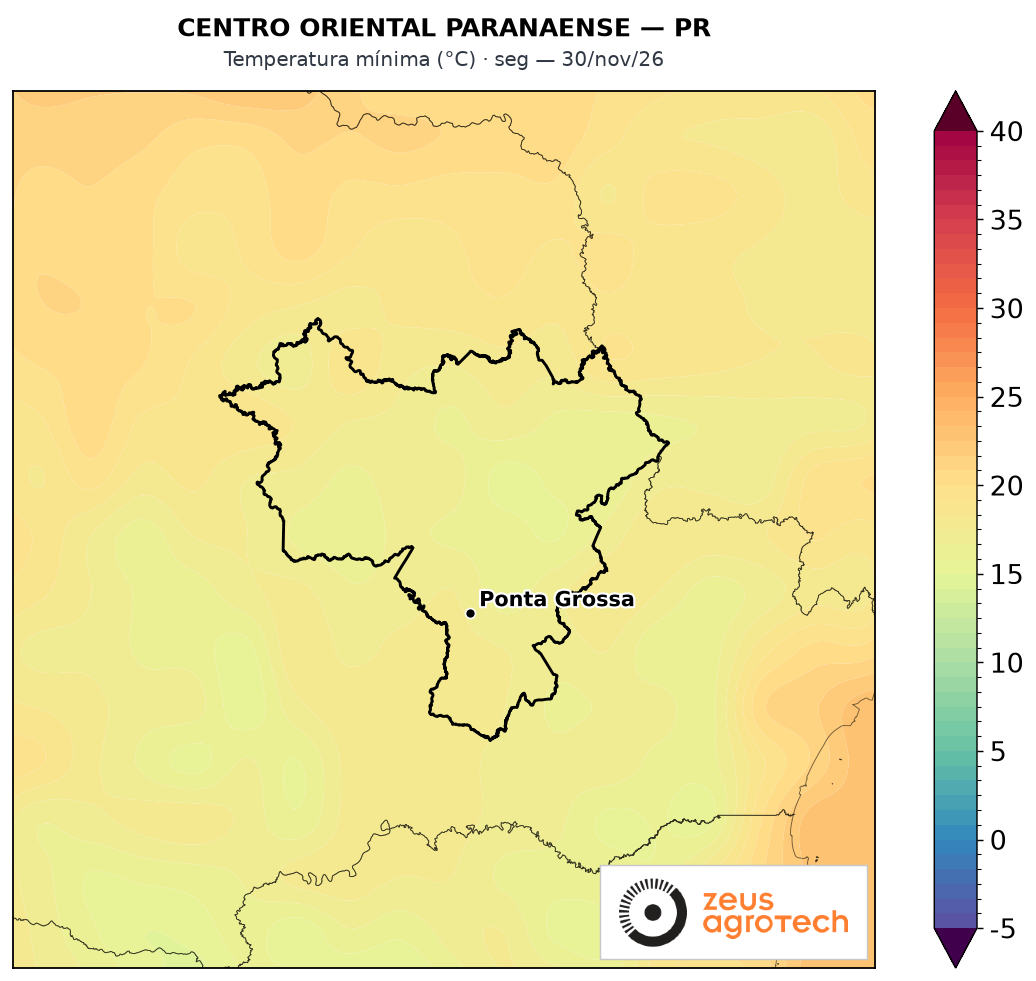 CENTRO ORIENTAL PARANAENSE — PR
Temperatura mínima (°C) · seg — 30/nov/26
40
35
30
25
20
15
10
5
0
-5
Ponta Grossa
zeus
agrotech